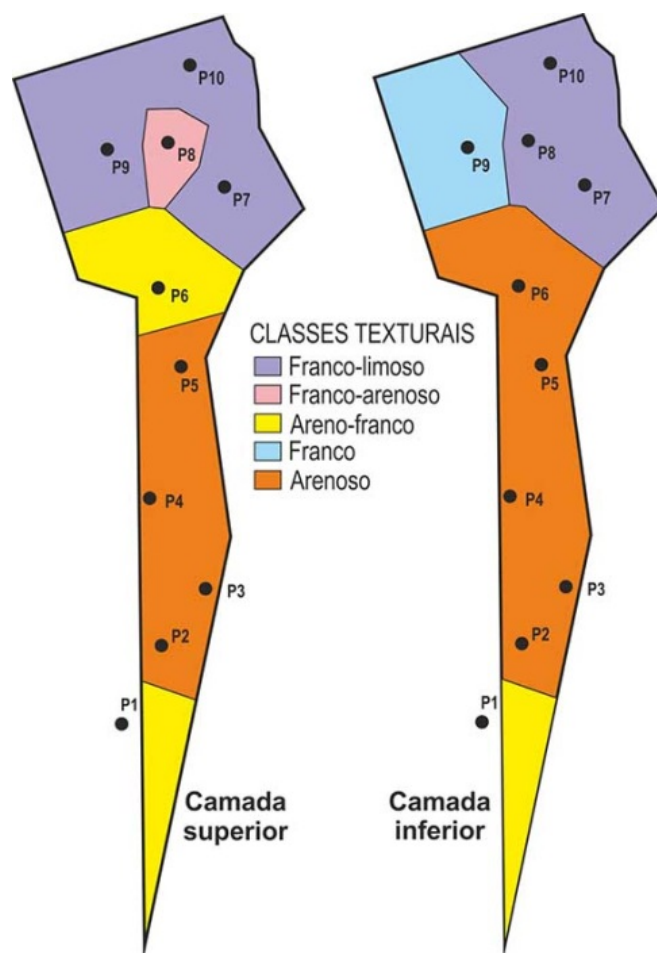 P10
P9
P8
P7
P6
P5
P4
P3
P2
P1
Camada
superior
CLASSES TEXTURAIS
Franco-limoso
Franco-arenoso
Areno-franco
Franco
Arenoso
P10
P9
P8
P7
P6
P5
P4
P3
P2
P1
Camada
inferior